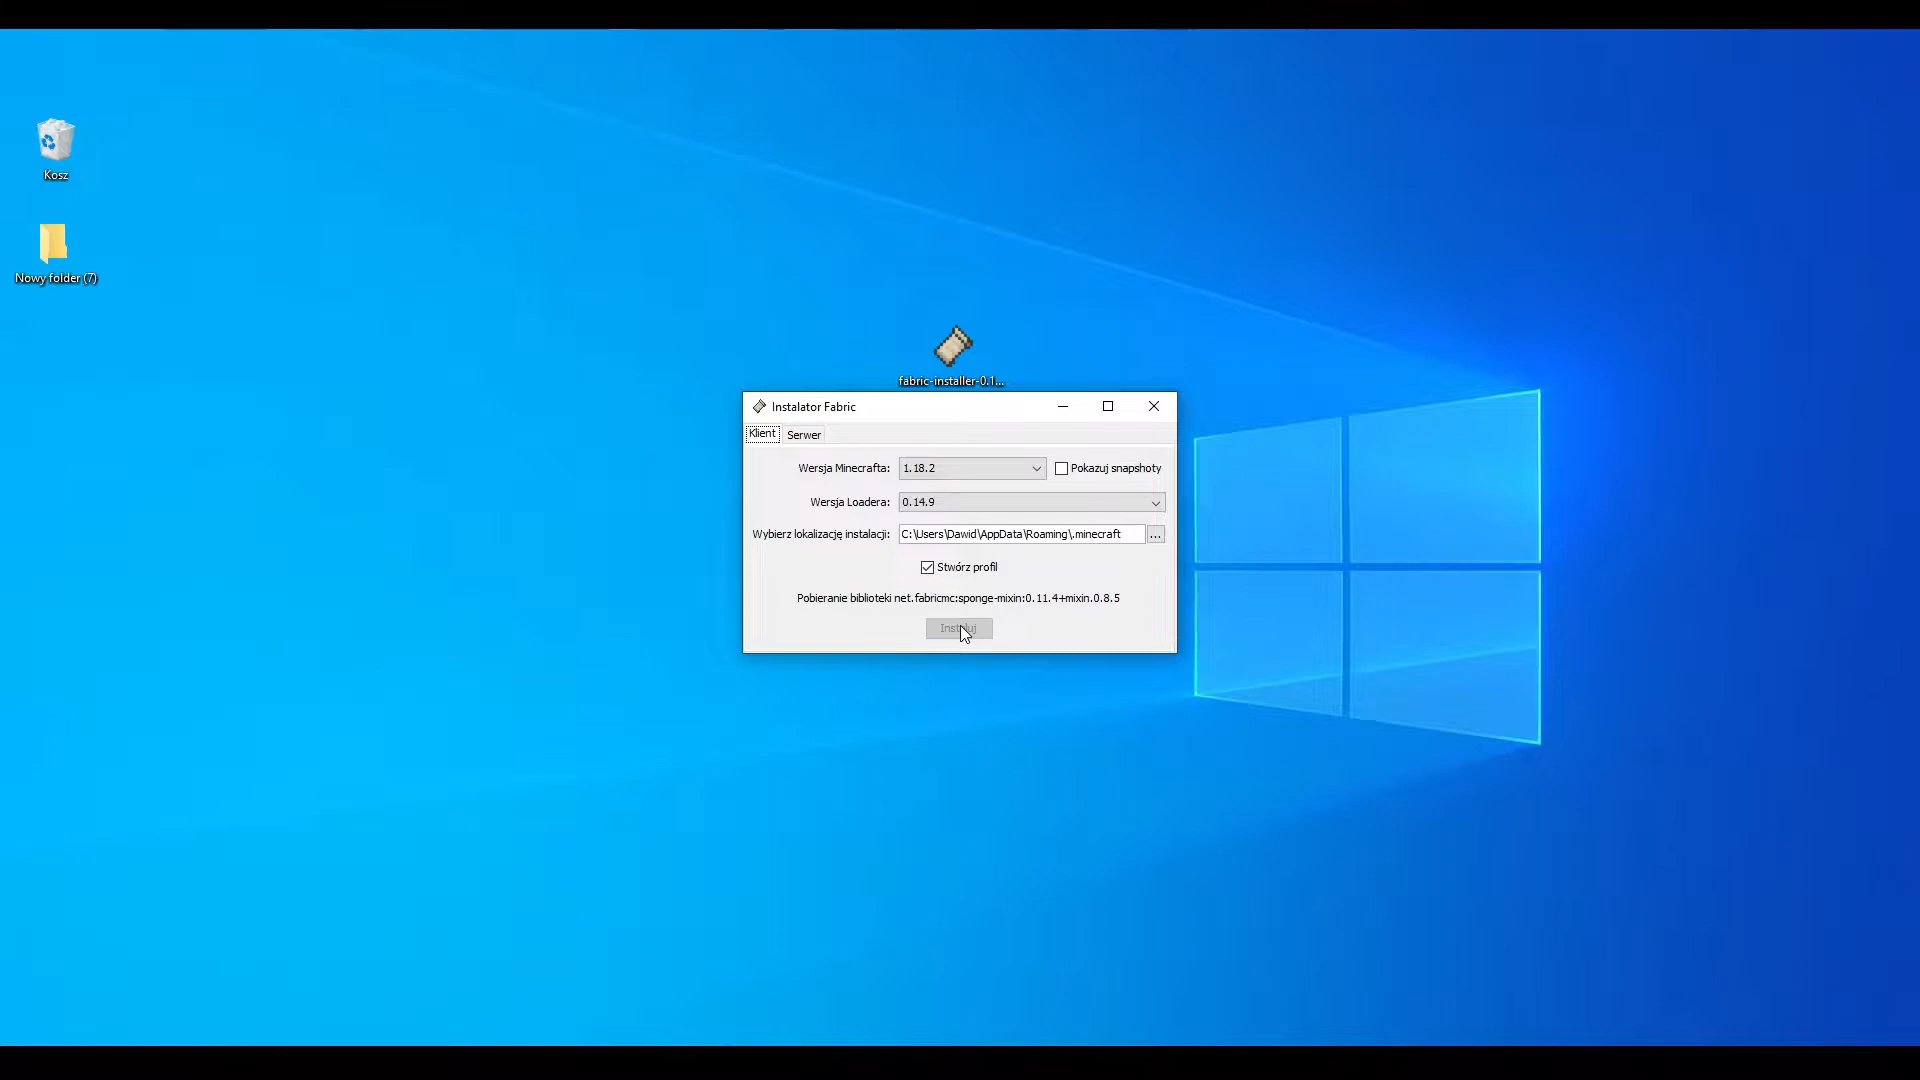 Kosz
Nowy folder (7)
fabric-installer-0.1...
Instalator Fabric
Klient Serwer
Wersja Minecrafta: 1.18.2 Pokazuj snapshoty
Wersja Loadera: 0.14.9
Wybierz lokalizację instalacji: C:\Users\Dawid\AppData\Roaming\.minecraft ...
Stwórz profil
Pobieranie biblioteki net.fabricmc:sponge-mixin:0.11.4+mixin.0.8.5
Instaluj